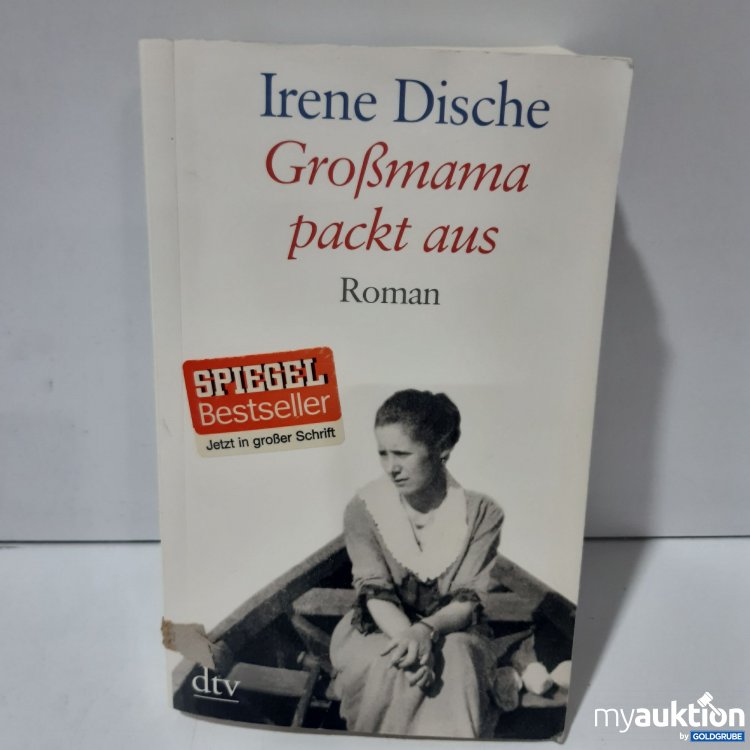 Irene Dische
Großmama
packt aus
Roman
SPIEGEL
Bestseller
Jetzt in großer Schrift
dtv
myauktion
by GOLDGRUBE